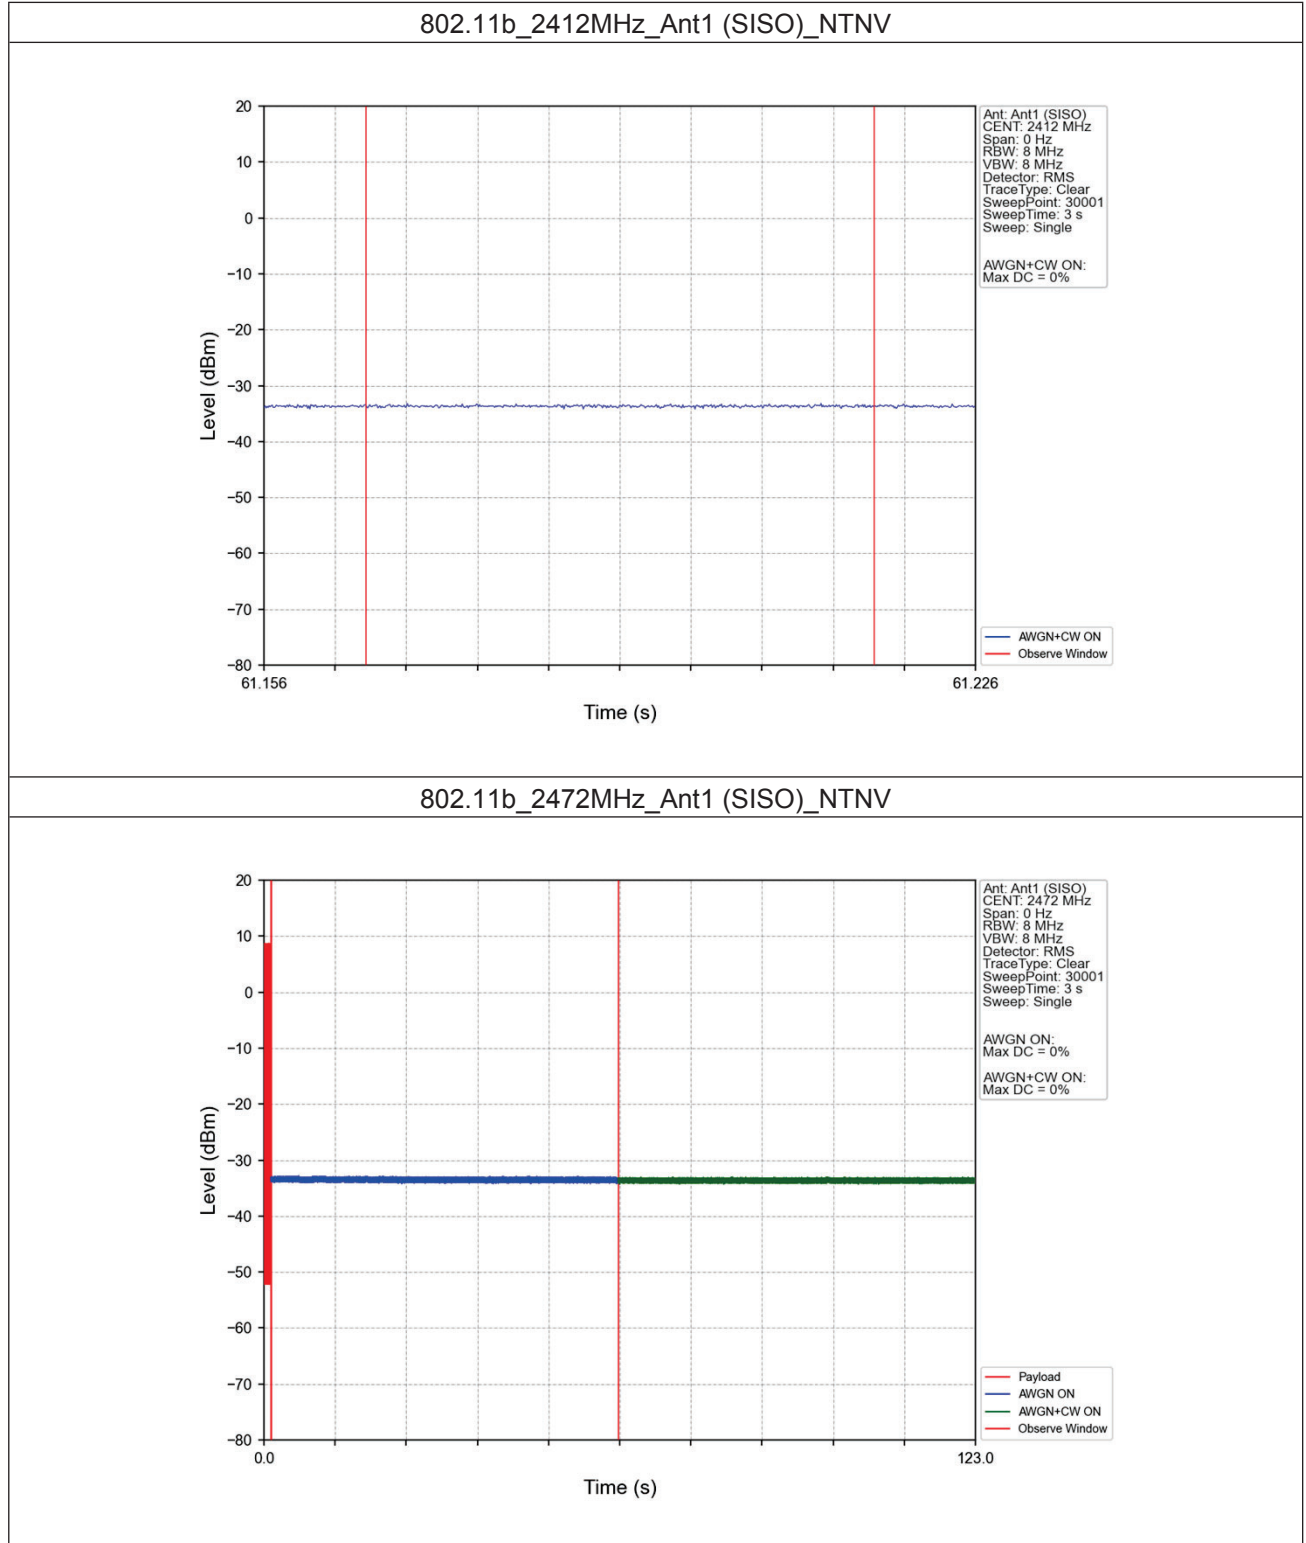 802.11b_2412MHz_Ant1 (SISO)_NTNV
20
10
0
−10
−20
−30
−40
−50
−60
−70
−80
Level (dBm)
61.156
61.226
Time (s)
Ant: Ant1 (SISO)
CENT: 2412 MHz
Span: 0 Hz
RBW: 8 MHz
VBW: 8 MHz
Detector: RMS
TraceType: Clear
SweepPoint: 30001
SweepTime: 3 s
Sweep: Single
AWGN+CW ON:
Max DC = 0%
AWGN+CW ON
Observe Window
802.11b_2472MHz_Ant1 (SISO)_NTNV
20
10
0
−10
−20
−30
−40
−50
−60
−70
−80
Level (dBm)
0.0
123.0
Time (s)
Ant: Ant1 (SISO)
CENT: 2472 MHz
Span: 0 Hz
RBW: 8 MHz
VBW: 8 MHz
Detector: RMS
TraceType: Clear
SweepPoint: 30001
SweepTime: 3 s
Sweep: Single
AWGN ON:
Max DC = 0%
AWGN+CW ON:
Max DC = 0%
Payload
AWGN ON
AWGN+CW ON
Observe Window